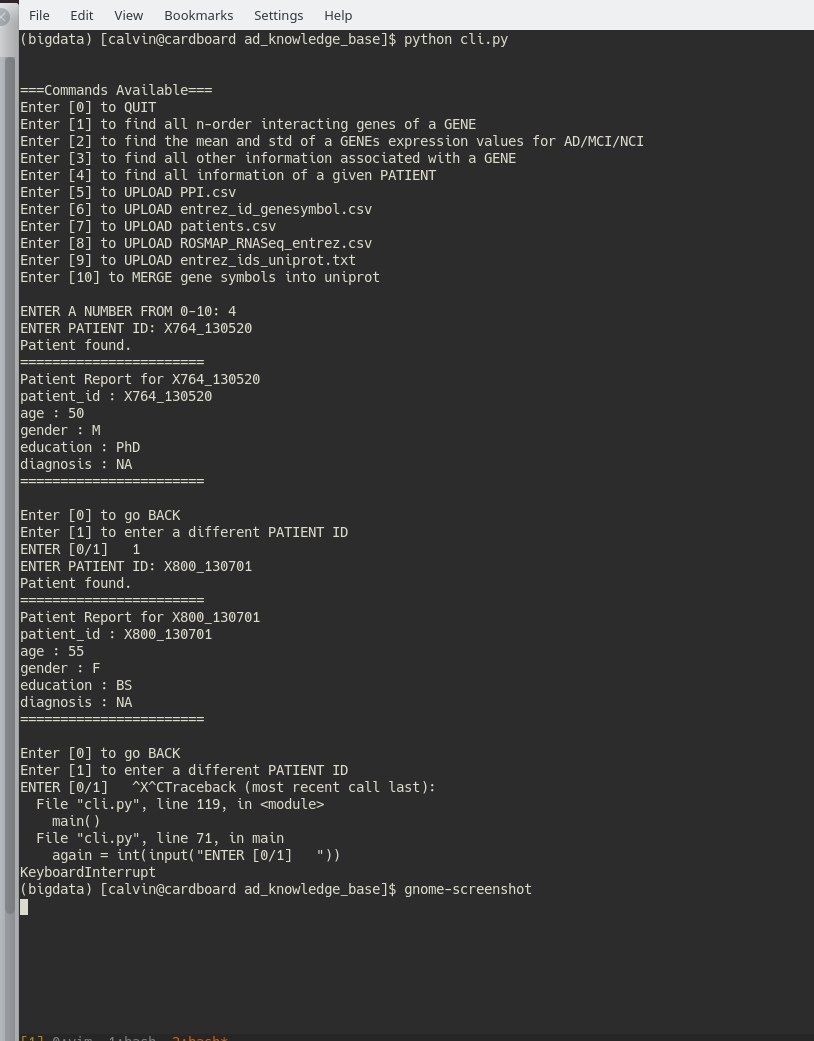 File Edit View Bookmarks Settings Help
(bigdata) [calvin@cardboard ad_knowledge_base]$ python cli.py
===Commands Available===
Enter [0] to QUIT
Enter [1] to find all n-order interacting genes of a GENE
Enter [2] to find the mean and std of a GENEs expression values for AD/MCI/NCI
Enter [3] to find all other information associated with a GENE
Enter [4] to find all information of a given PATIENT
Enter [5] to UPLOAD PPI.csv
Enter [6] to UPLOAD entrez_id_genesymbol.csv
Enter [7] to UPLOAD patients.csv
Enter [8] to UPLOAD ROSMAP_RNASeq_entrez.csv
Enter [9] to UPLOAD entrez_ids_uniprot.txt
Enter [10] to MERGE gene symbols into uniprot
ENTER A NUMBER FROM 0-10: 4
ENTER PATIENT ID: X764_130520
Patient found.
=======================
Patient Report for X764_130520
patient_id : X764_130520
age : 50
gender : M
education : PhD
diagnosis : NA
=======================
Enter [0] to go BACK
Enter [1] to enter a different PATIENT ID
ENTER [0/1]   1
ENTER PATIENT ID: X800_130701
Patient found.
=======================
Patient Report for X800_130701
patient_id : X800_130701
age : 55
gender : F
education : BS
diagnosis : NA
=======================
Enter [0] to go BACK
Enter [1] to enter a different PATIENT ID
ENTER [0/1]   ^X^CTraceback (most recent call last):
  File "cli.py", line 119, in <module>
    main()
  File "cli.py", line 71, in main
    again = int(input("ENTER [0/1]   "))
KeyboardInterrupt
(bigdata) [calvin@cardboard ad_knowledge_base]$ gnome-screenshot
[1] 0:vim 1:bash 2:bash*